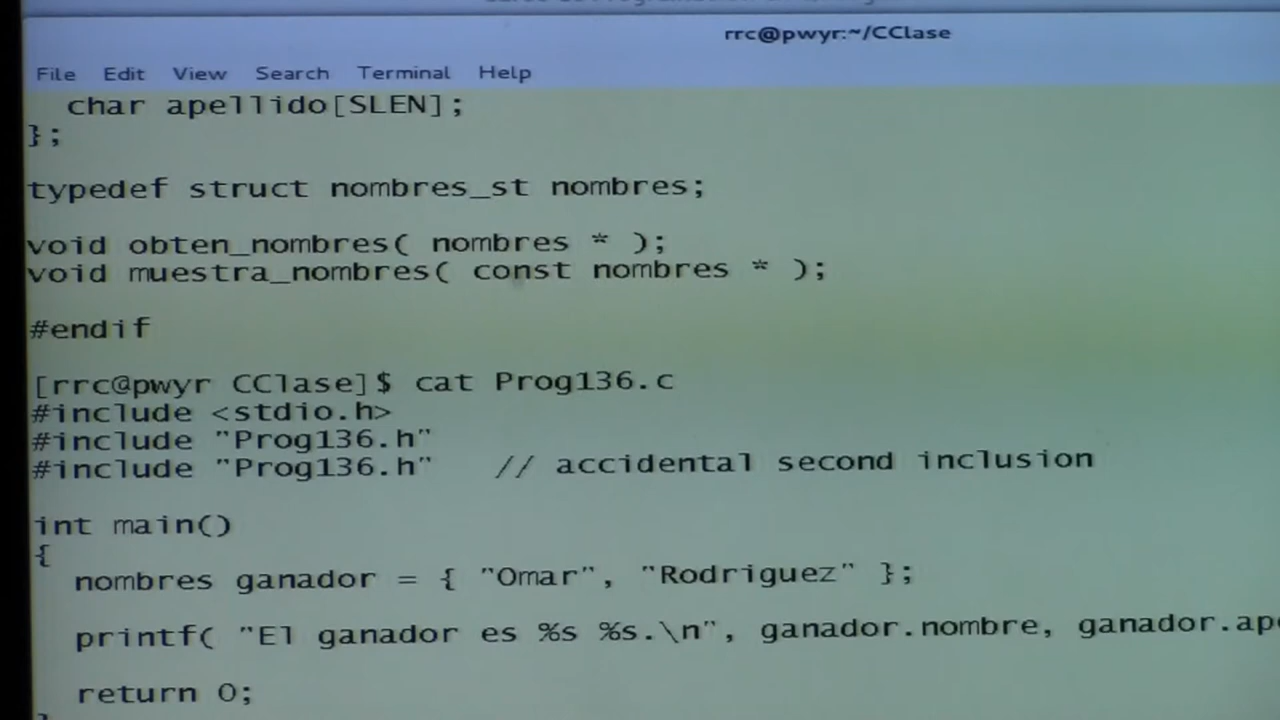 rrc@pwyr:~/CClase
File Edit View Search Terminal Help
char apellido[SLEN];
};
typedef struct nombres_st nombres;
void obten_nombres( nombres * );
void muestra_nombres( const nombres * );
#endif
[rrc@pwyr CClase]$ cat Prog136.c
#include <stdio.h>
#include "Prog136.h"
#include "Prog136.h" // accidental second inclusion
int main()
{
nombres ganador = { "Omar", "Rodriguez" };
printf( "El ganador es %s %s.\n", ganador.nombre, ganador.ape
return 0;